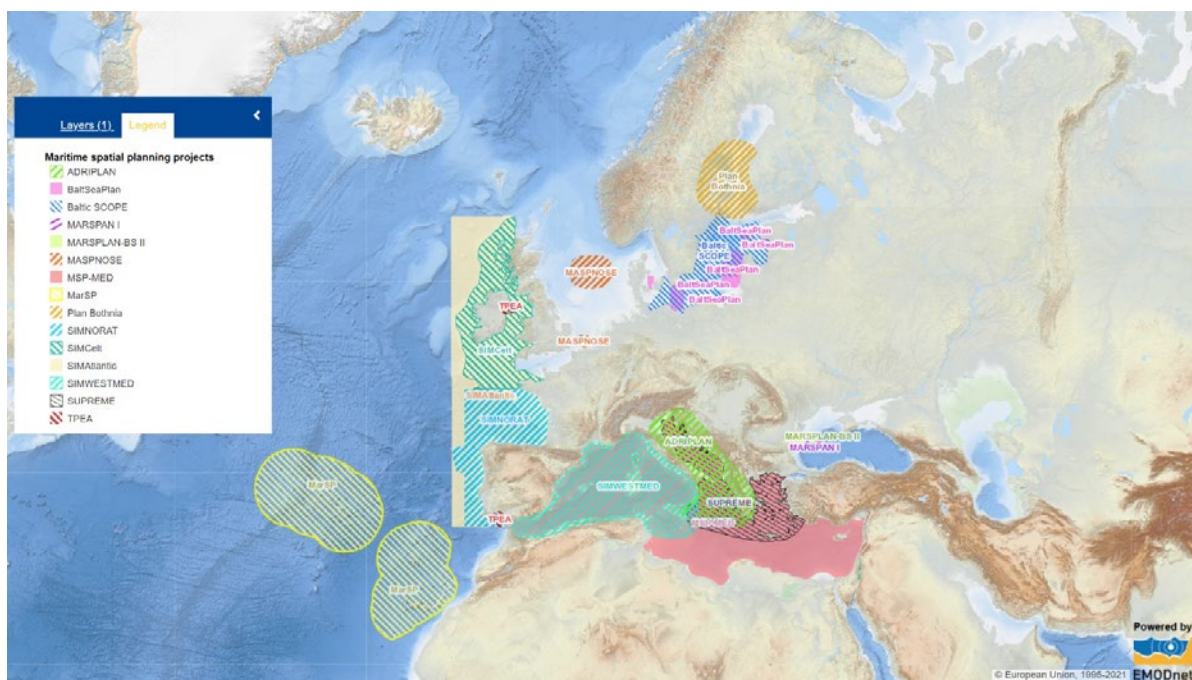 Layers (1)
Legend
Maritime spatial planning projects
ADRIPLAN
BaltSeaPlan
Baltic SCOPE
MARSPAN I
MARSPLAN-BS II
MASPNOSE
MSP-MED
MarSP
Plan Bothnia
SIMNORAT
SIMCelt
SIMAtlantic
SIMWESTMED
SUPREME
TPEA
Plan
Bothnia
BaltSeaPlan
Baltic
SCOPE
BaltSeaPlan
BaltSeaPlan
BaltSeaPlan
BaltSeaPlan
MASPNOSE
TPEA
MASPNOSE
SIMCelt
SIMAtlantic
SIMNORAT
ADRIPLAN
MARSPLAN-BS II
MARSPAN I
SIMWESTMED
MarSP
SUPREME
TPEA
MSP-MED
MarSP
Powered by
© European Union, 1995-2021
EMODnet